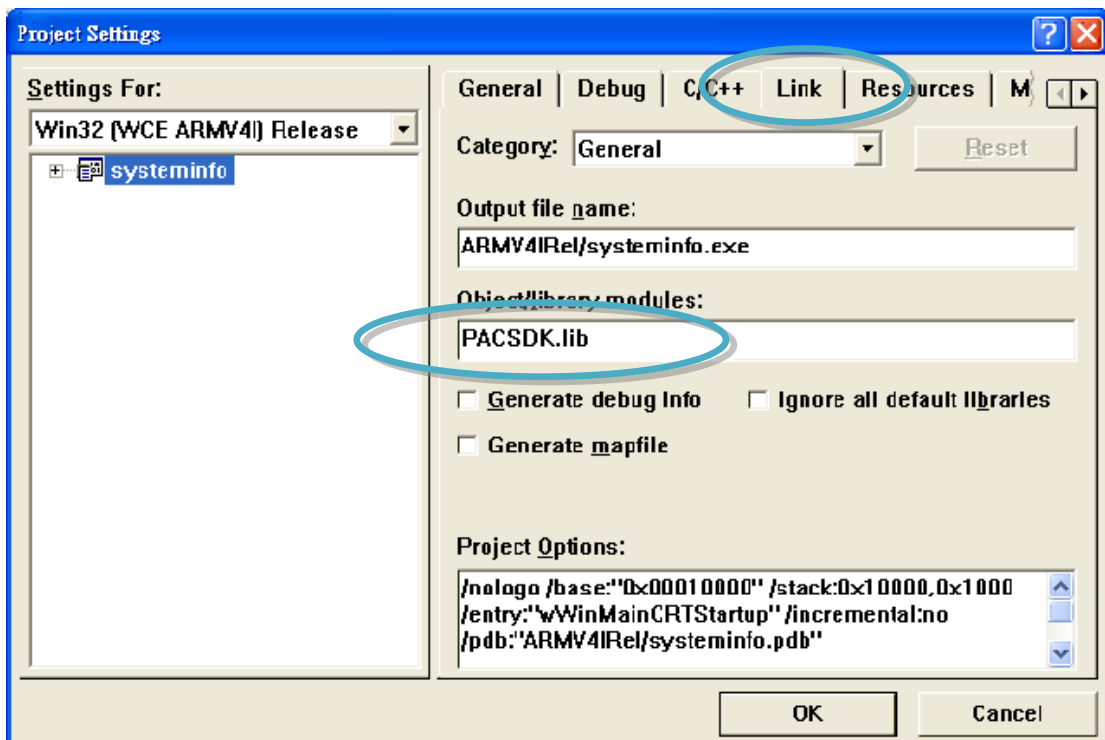 Project Settings
Settings For:
Win32 (WCE ARMV4I) Release
systeminfo
General Debug C/C++ Link Resources M
Category: General Reset
Output file name:
ARMV4IRel/systeminfo.exe
Object/library modules:
PACSDK.lib
Generate debug info Ignore all default libraries
Generate mapfile
Project Options:
/nologo /base:"0x00010000" /stack:0x10000,0x1000
/entry:"wWinMainCRTStartup" /incremental:no
/pdb:"ARMV4IRel/systeminfo.pdb"
OK Cancel